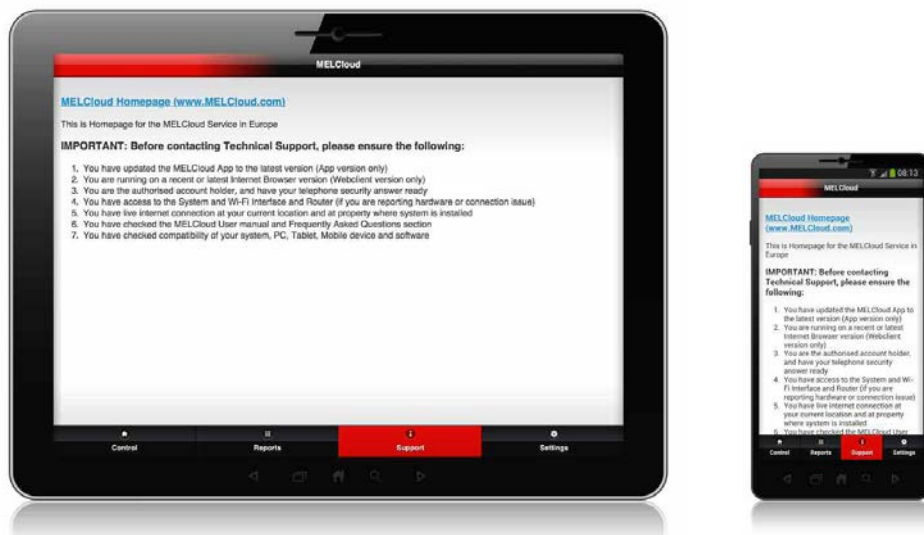 MELCloud
MELCloud Homepage (www.MELCloud.com)
This is Homepage for the MELCloud Service in Europe
IMPORTANT: Before contacting Technical Support, please ensure the following:
1. You have updated the MELCloud App to the latest version (App version only)
2. You are running on a recent or latest Internet Browser version (Webclient version only)
3. You are the authorised account holder, and have your telephone security answer ready
4. You have access to the System and Wi-Fi Interface and Router (if you are reporting hardware or connection issue)
5. You have live internet connection at your current location and at property where system is installed
6. You have checked the MELCloud User manual and Frequently Asked Questions section
7. You have checked compatibility of your system, PC, Tablet, Mobile device and software
Control Reports Support Settings
08:13
MELCloud
MELCloud Homepage
(www.MELCloud.com)
This is Homepage for the MELCloud Service in
Europe
IMPORTANT: Before contacting
Technical Support, please ensure the
following:
1. You have updated the MELCloud App to
the latest version (App version only)
2. You are running on a recent or latest
Internet Browser version (Webclient
version only)
3. You are the authorised account holder,
and have your telephone security
answer ready
4. You have access to the System and Wi-
Fi Interface and Router (if you are
reporting hardware or connection issue)
5. You have live internet connection at
your current location and at property
where system is installed
6. You have checked the MELCloud User
Control Reports Support Settings